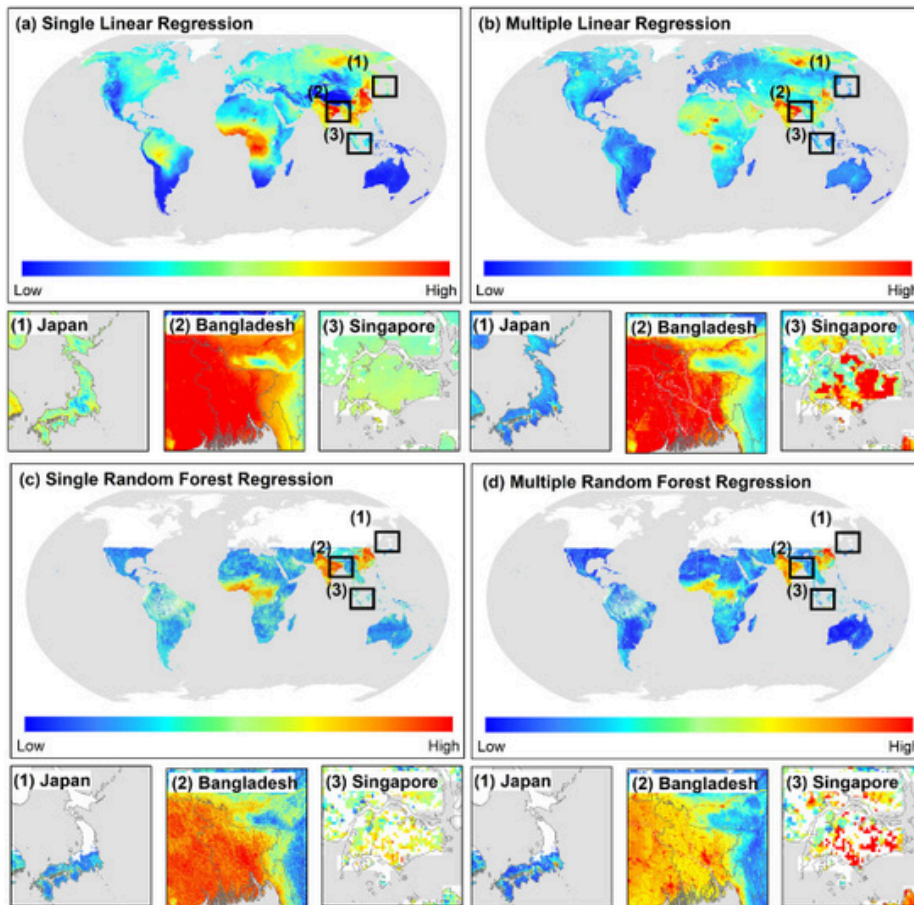 (a) Single Linear Regression
(1)
(2)
(3)
Low High
(1) Japan
(2) Bangladesh
(3) Singapore
(b) Multiple Linear Regression
(1)
(2)
(3)
Low High
(1) Japan
(2) Bangladesh
(3) Singapore
(c) Single Random Forest Regression
(1)
(2)
(3)
Low High
(1) Japan
(2) Bangladesh
(3) Singapore
(d) Multiple Random Forest Regression
(1)
(2)
(3)
Low High
(1) Japan
(2) Bangladesh
(3) Singapore